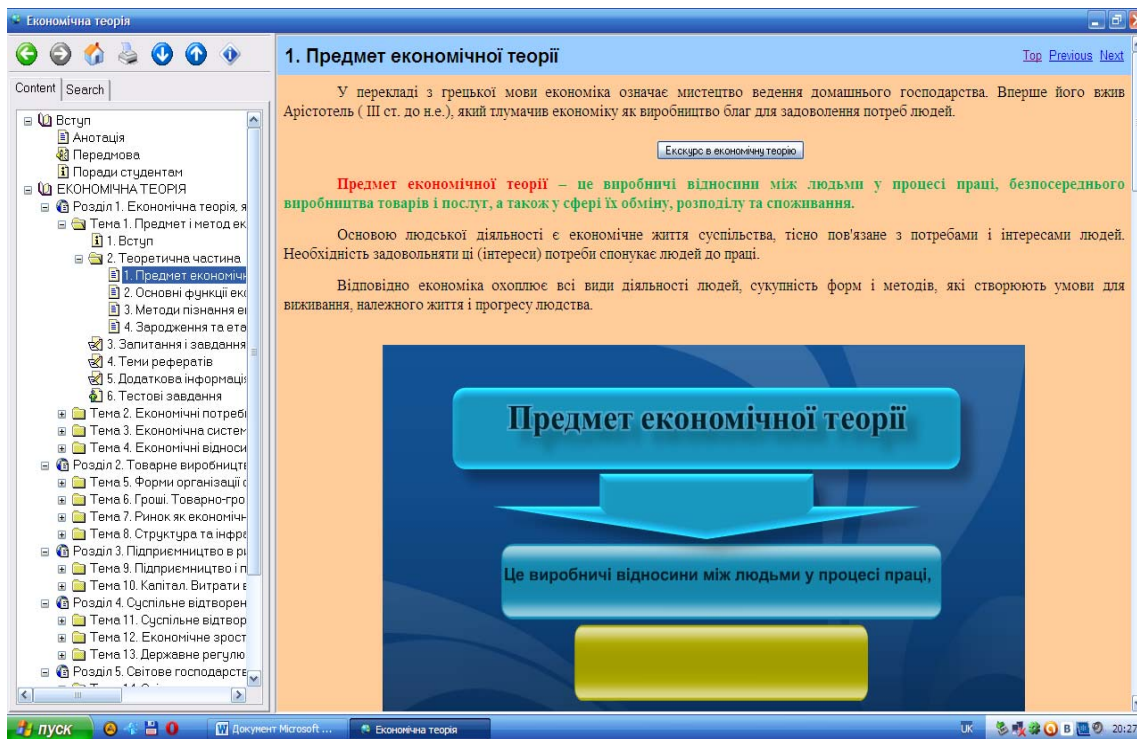 Економічна теорія
Content Search
Вступ
Анотація
Передмова
Поради студентам
ЕКОНОМІЧНА ТЕОРІЯ
Розділ 1. Економічна теорія, я
Тема 1. Предмет і метод ек
1. Вступ
2. Теоретична частина
1. Предмет економічн
2. Основні функції еко
3. Методи пізнання е
4. Зародження та ета
3. Запитання і завдання
4. Теми рефератів
5. Додаткова інформація
6. Тестові завдання
Тема 2. Економічні потреби
Тема 3. Економічна систем
Тема 4. Економічні відноси
Розділ 2. Товарне виробництв
Тема 5. Форми організації с
Тема 6. Гроші. Товарно-гро
Тема 7. Ринок як економічн
Тема 8. Структура та інфра
Розділ 3. Підприємництво в ри
Тема 9. Підприємництво і п
Тема 10. Капітал. Витрати в
Розділ 4. Суспільне відтворен
Тема 11. Суспільне відтвор
Тема 12. Економічне зрост
Тема 13. Державне регулю
Розділ 5. Світове господарств
1. Предмет економічної теорії
Top Previous Next
У перекладі з грецької мови економіка означає мистецтво ведення домашнього господарства. Вперше його вжив
Арістотель ( III ст. до н.е.), який тлумачив економіку як виробництво благ для задоволення потреб людей.
Екскурс в економічну теорію
Предмет економічної теорії – це виробничі відносини між людьми у процесі праці, безпосереднього
виробництва товарів і послуг, а також у сфері їх обміну, розподілу та споживання.
Основою людської діяльності є економічне життя суспільства, тісно пов'язане з потребами і інтересами людей.
Необхідність задовольняти ці (інтереси) потреби спонукає людей до праці.
Відповідно економіка охоплює всі види діяльності людей, сукупність форм і методів, які створюють умови для
виживання, належного життя і прогресу людства.
Предмет економічної теорії
Це виробничі відносини між людьми у процесі праці,
пуск
Документ Microsoft ...
Економічна теорія
UK
20:27